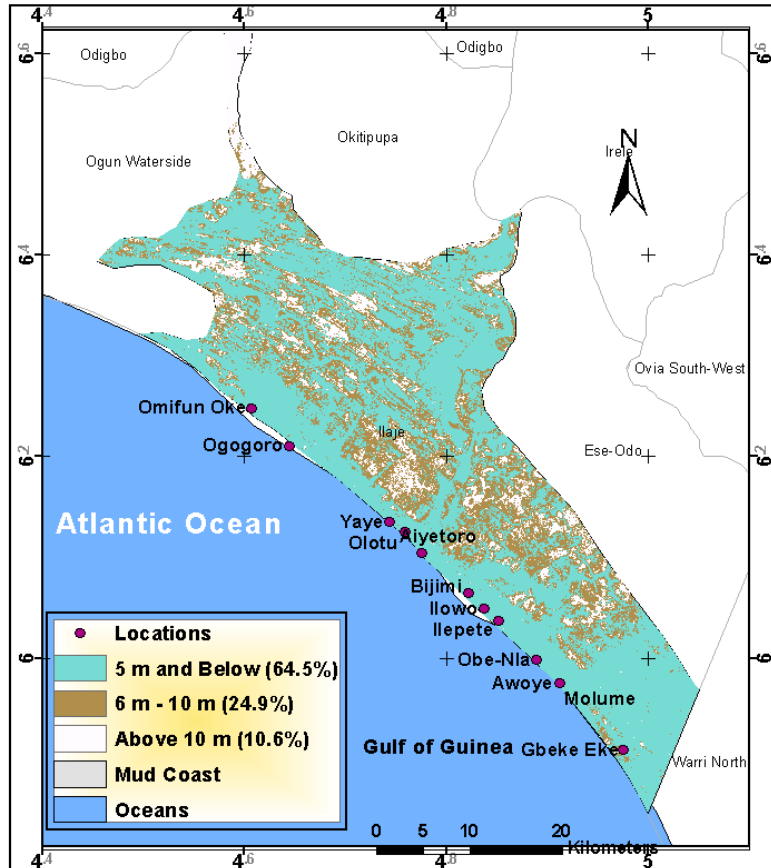 4.4 4.6 4.8 5
6.6 6.6
Odigbo Odigbo
Okitipupa
N
Irele
Ogun Waterside
6.4 6.4
Ovia South-West
Omifun Oke
Ilaje
Ogogoro
Ese-Odo
6.2 6.2
Atlantic Ocean
Yaye
Aiyetoro
Olotu
Bijimi
Ilowo
Ilepete
Locations
Obe-Nla
6 6
5 m and Below (64.5%)
Awoye
Molume
6 m - 10 m (24.9%)
Above 10 m (10.6%)
Gulf of Guinea Gbeke Eke
Warri North
Mud Coast
Oceans
0 5 10 20
Kilometers
4.4 4.6 4.8 5